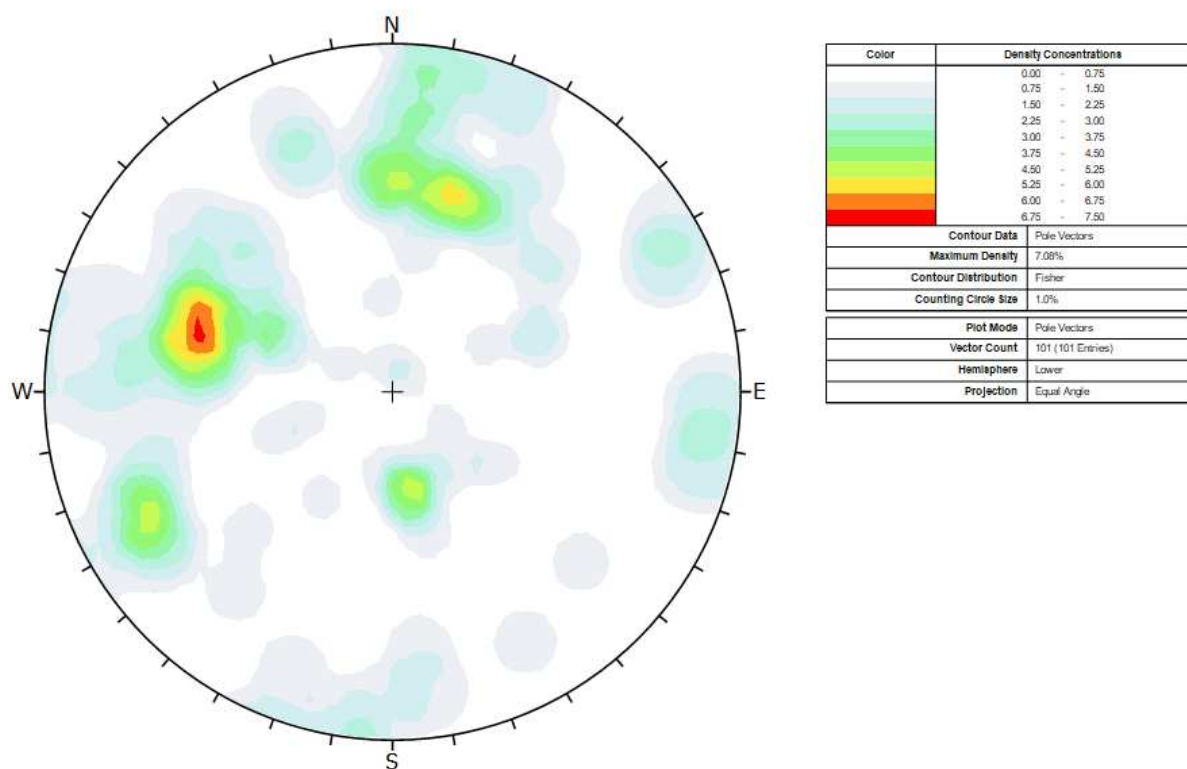 N
W
E
S
Color Density Concentrations
0.00 - 0.75
0.75 - 1.50
1.50 - 2.25
2.25 - 3.00
3.00 - 3.75
3.75 - 4.50
4.50 - 5.25
5.25 - 6.00
6.00 - 6.75
6.75 - 7.50
Contour Data Pole Vectors
Maximum Density 7.08%
Contour Distribution Fisher
Counting Circle Size 1.0%
Plot Mode Pole Vectors
Vector Count 101 (101 Entries)
Hemisphere Lower
Projection Equal Angle